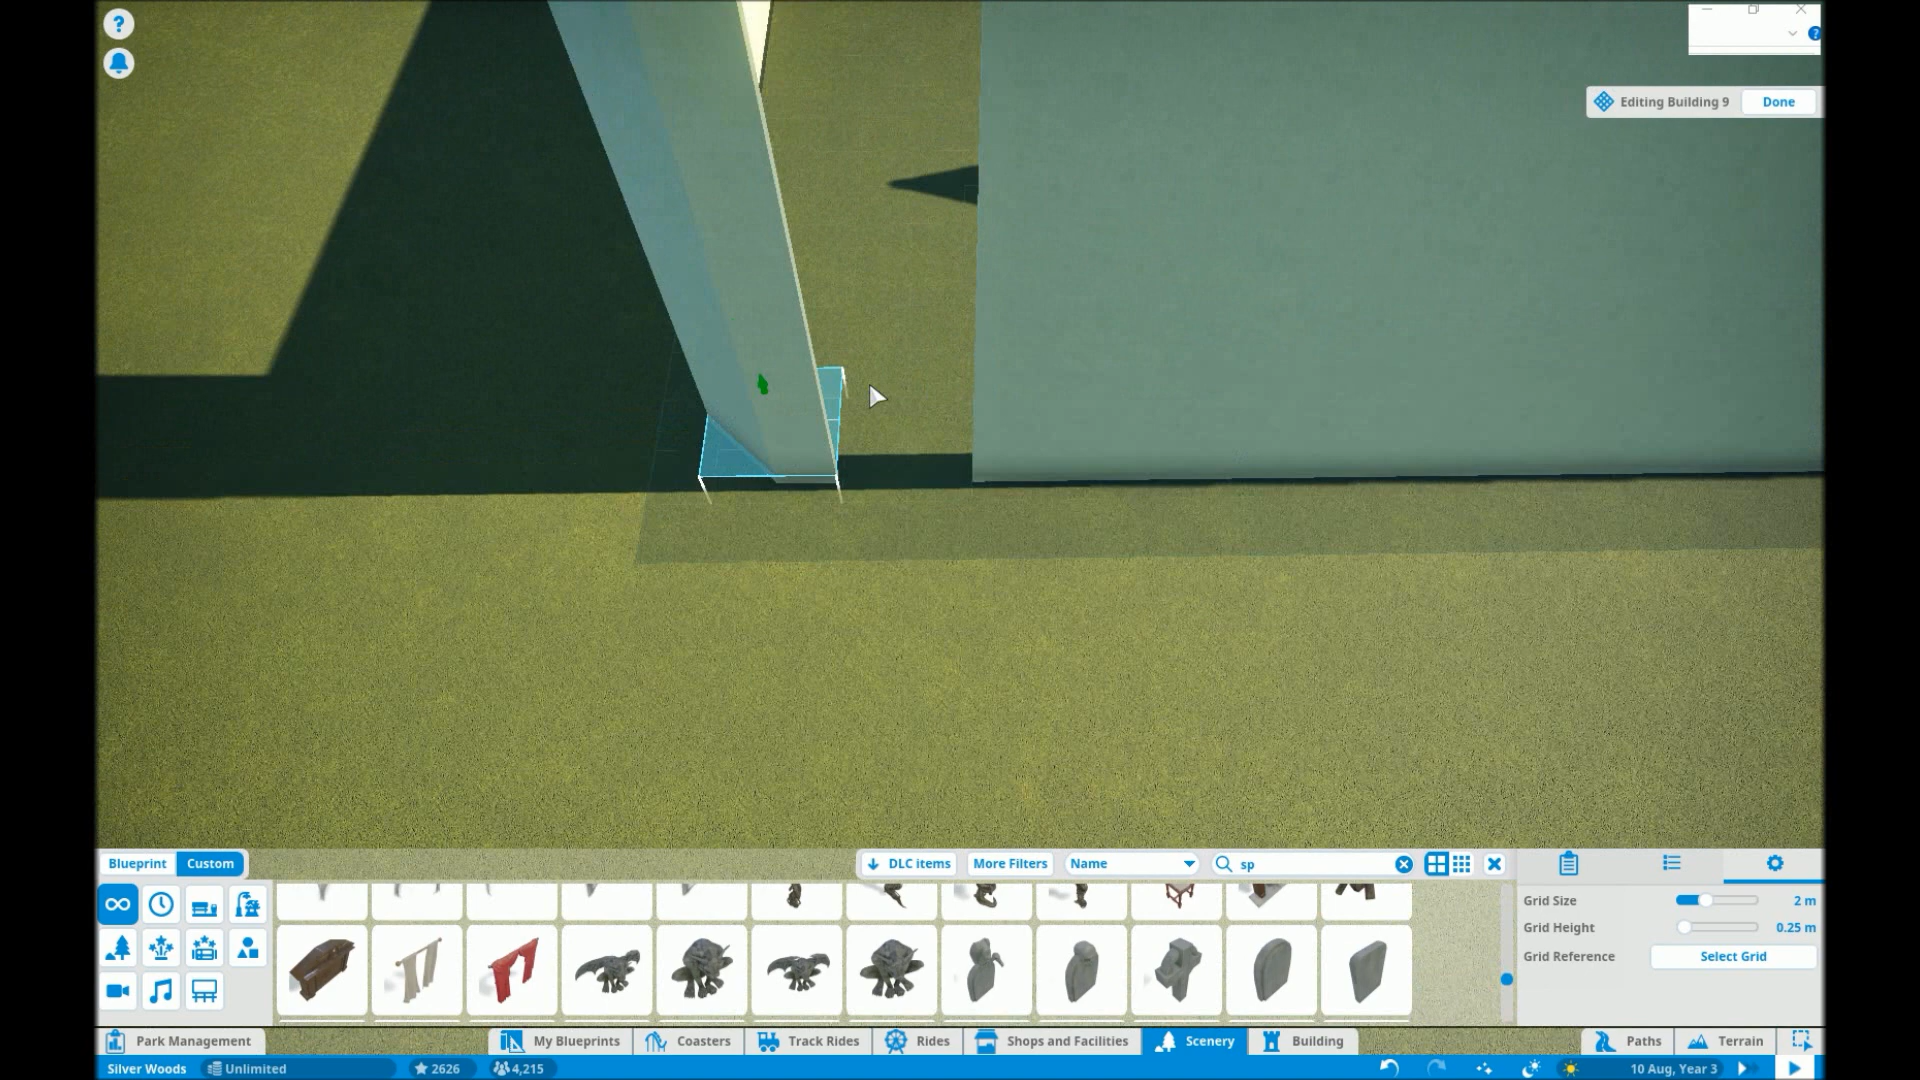 ?
?
Editing Building 9 Done
Blueprint Custom
DLC items More Filters Name sp
Grid Size 2 m
Grid Height 0.25 m
Grid Reference Select Grid
Park Management My Blueprints Coasters Track Rides Rides Shops and Facilities Scenery Building Paths Terrain
Silver Woods Unlimited 2626 4,215 10 Aug, Year 3